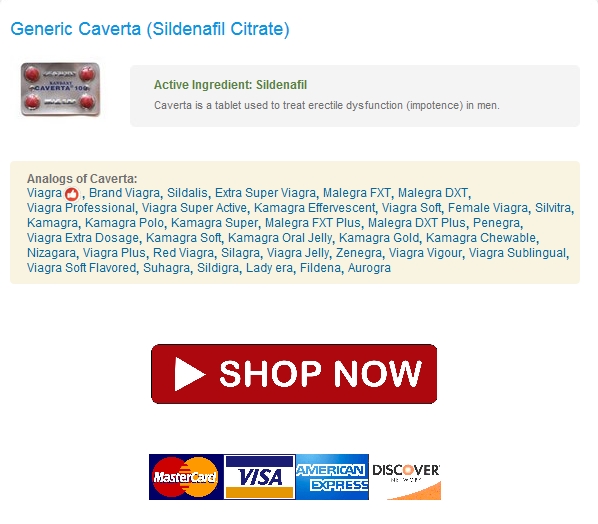 Generic Caverta (Sildenafil Citrate)
CAVERTA 100
Active Ingredient: Sildenafil
Caverta is a tablet used to treat erectile dysfunction (impotence) in men.
Analogs of Caverta:
Viagra , Brand Viagra, Sildalis, Extra Super Viagra, Malegra FXT, Malegra DXT,
Viagra Professional, Viagra Super Active, Kamagra Effervescent, Viagra Soft, Female Viagra, Silvitra,
Kamagra, Kamagra Polo, Kamagra Super, Malegra FXT Plus, Malegra DXT Plus, Penegra,
Viagra Extra Dosage, Kamagra Soft, Kamagra Oral Jelly, Kamagra Gold, Kamagra Chewable,
Nizagara, Viagra Plus, Red Viagra, Silagra, Viagra Jelly, Zenegra, Viagra Vigour, Viagra Sublingual,
Viagra Soft Flavored, Suhagra, Sildigra, Lady era, Fildena, Aurogra
SHOP NOW
MasterCard VISA AMERICAN EXPRESS DISCOVER NETWORK